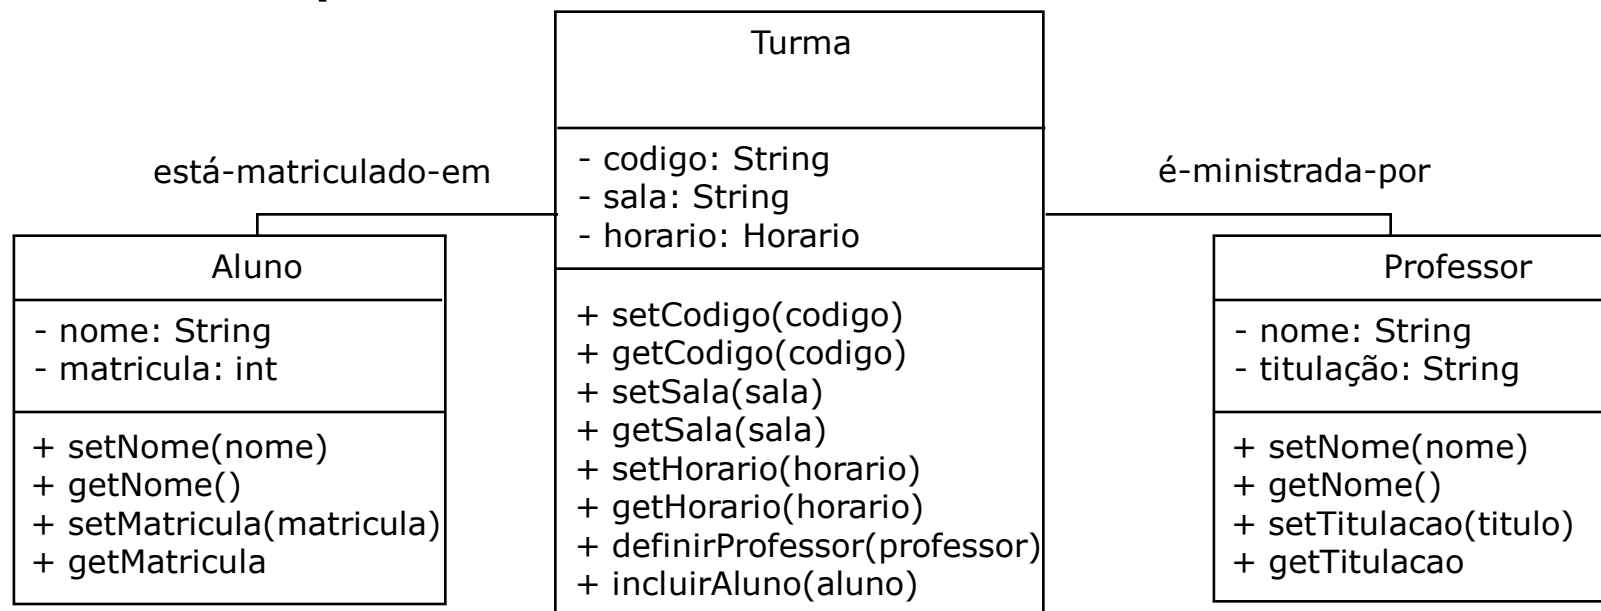 Turma
- codigo: String
- sala: String
- horario: Horario
+ setCodigo(codigo)
+ getCodigo(codigo)
+ setSala(sala)
+ getSala(sala)
+ setHorario(horario)
+ getHorario(horario)
+ definirProfessor(professor)
+ incluirAluno(aluno)
está-matriculado-em
é-ministrada-por
Aluno
- nome: String
- matricula: int
+ setNome(nome)
+ getNome()
+ setMatricula(matricula)
+ getMatricula
Professor
- nome: String
- titulação: String
+ setNome(nome)
+ getNome()
+ setTitulacao(titulo)
+ getTitulacao